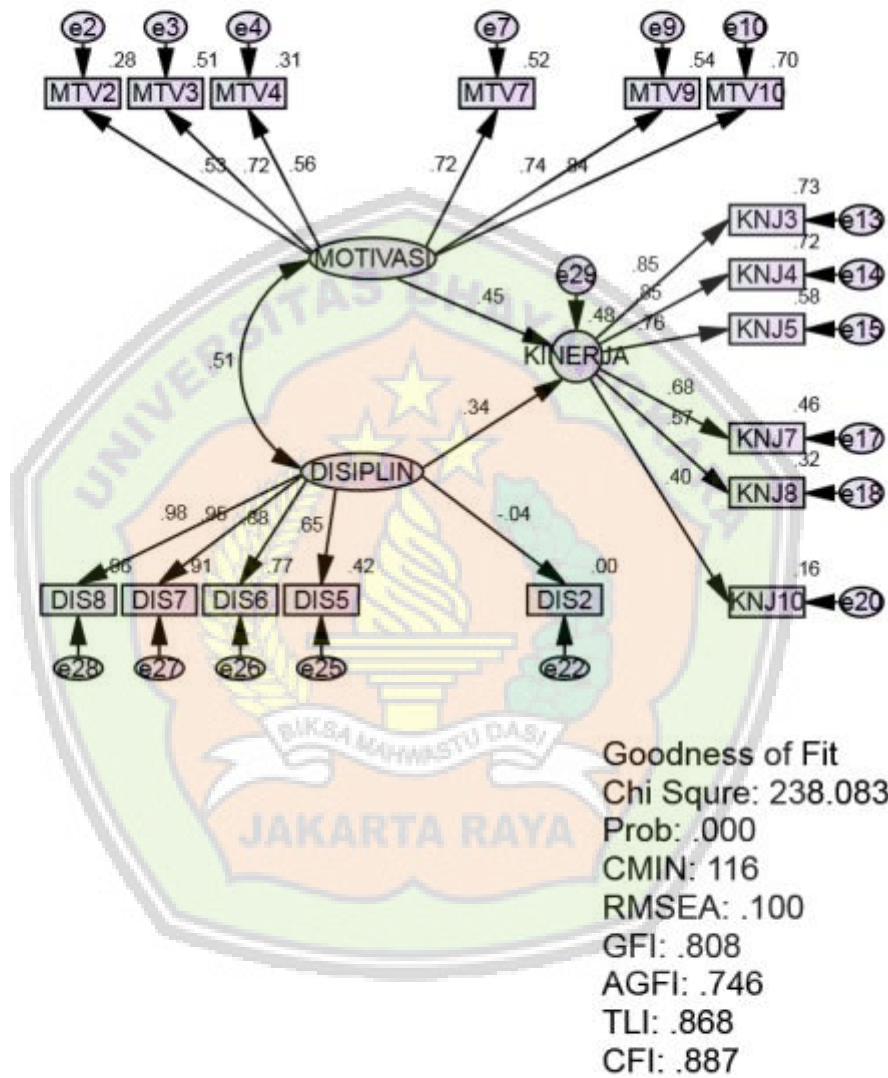 e2 e3 e4 e7 e9 e10
.28 .51 .31 .52 .54 .70
MTV2 MTV3 MTV4 MTV7 MTV9 MTV10
.53 .72 .56 .72 .74 .84
.73
KNJ3 e13
MOTIVASI
.72
e29 .85 KNJ4 e14
.45 .85 .58
.48 .76 KNJ5 e15
KINERJA
.51
.68 .46
.34 .57 KNJ7 e17
.32
DISIPLIN .40 KNJ8 e18
.98 .95 .88 .65 -.04
.96 .91 .77 .42 .00 .16
DIS8 DIS7 DIS6 DIS5 DIS2 KNJ10 e20
e28 e27 e26 e25 e22
UNIVERSITAS BHAYANGKARA
BIKSA MAHWASTU DASI
JAKARTA RAYA
Goodness of Fit
Chi Squre: 238.083
Prob: .000
CMIN: 116
RMSEA: .100
GFI: .808
AGFI: .746
TLI: .868
CFI: .887